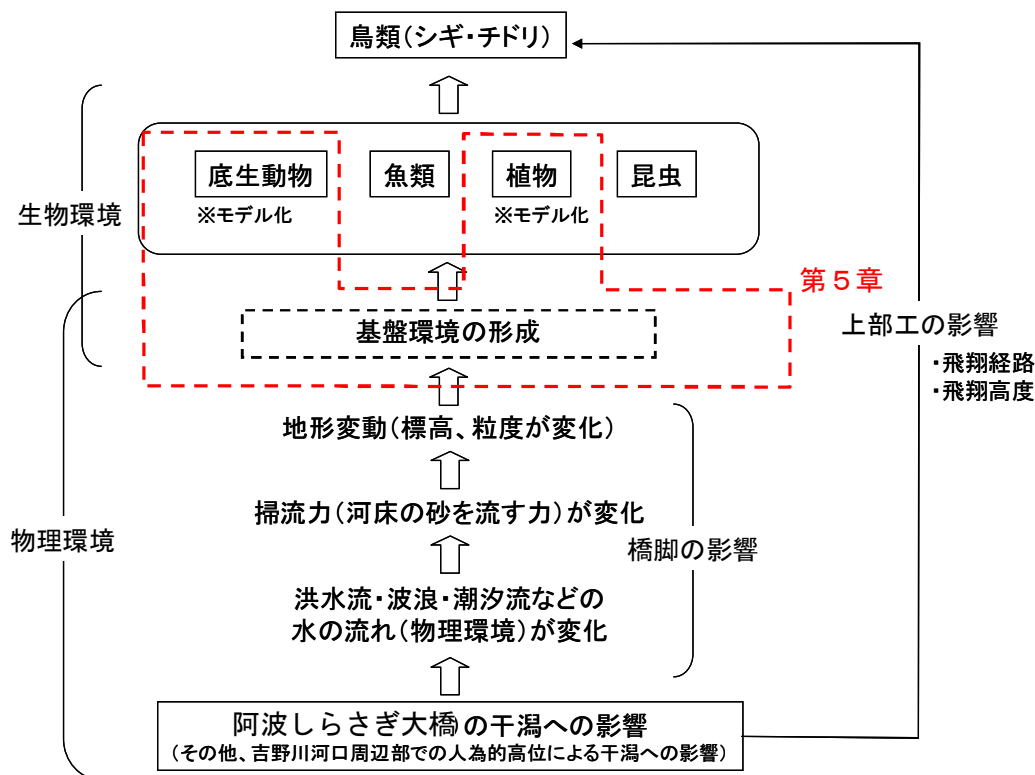 鳥類(シギ・チドリ)
生物環境
底生動物
魚類
植物
昆虫
※モデル化
※モデル化
第5章
基盤環境の形成
上部工の影響
・飛翔経路
・飛翔高度
地形変動(標高、粒度が変化)
掃流力(河床の砂を流す力)が変化
物理環境
橋脚の影響
洪水流・波浪・潮汐流などの
水の流れ(物理環境)が変化
阿波しらさぎ大橋)の干潟への影響
(その他、吉野川河口周辺部での人為的高位による干潟への影響)